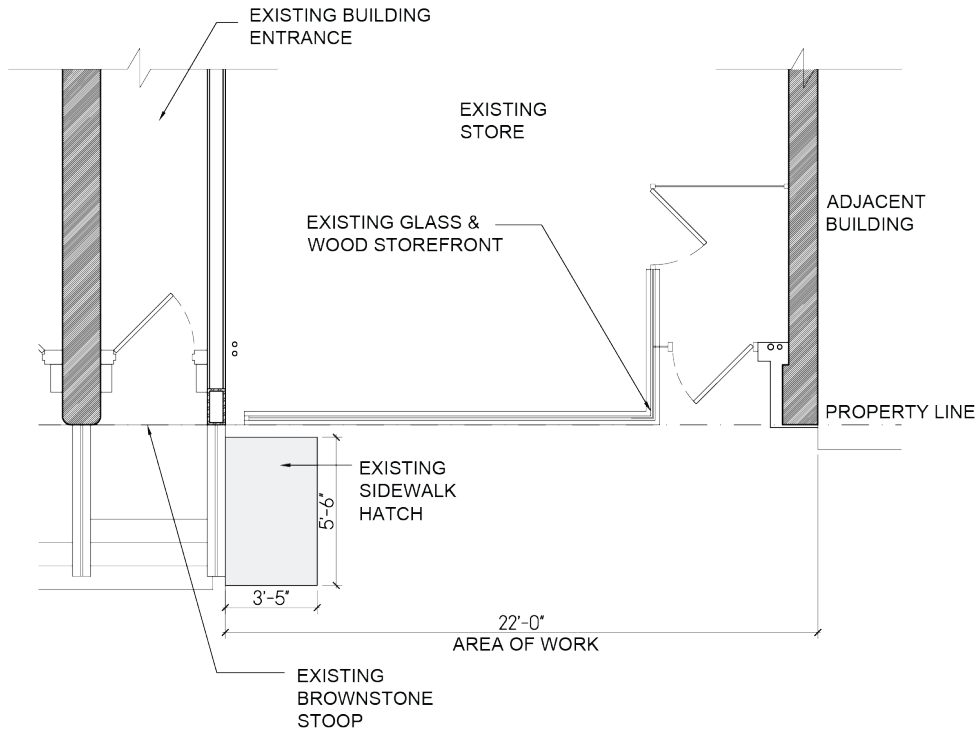 EXISTING BUILDING
ENTRANCE
EXISTING
STORE
ADJACENT
BUILDING
EXISTING GLASS &
WOOD STOREFRONT
PROPERTY LINE
EXISTING
SIDEWALK
HATCH
5'-6"
3'-5"
22'-0"
AREA OF WORK
EXISTING
BROWNSTONE
STOOP